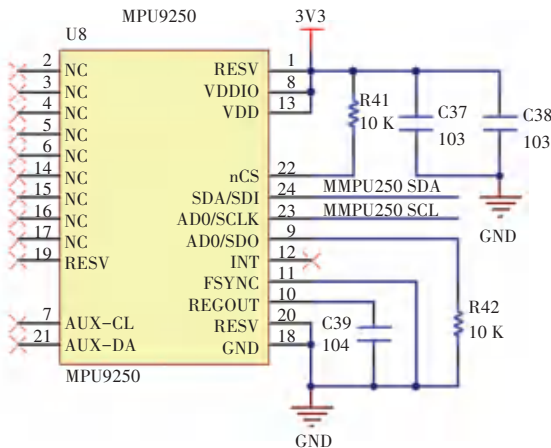 MPU9250
3V3
U8
2 NC
3 NC
4 NC
5 NC
6 NC
14 NC
15 NC
16 NC
17 NC
19 RESV
7 AUX-CL
21 AUX-DA
RESV 1
VDDIO 8
VDD 13
nCS 22
SDA/SDI 24
AD0/SCLK 23
AD0/SDO 9
INT 12
FSYNC 11
REGOUT 10
RESV 20
GND 18
MPU9250
R41
10 K
C37
103
C38
103
MMPU250 SDA
MMPU250 SCL
GND
C39
104
R42
10 K
GND